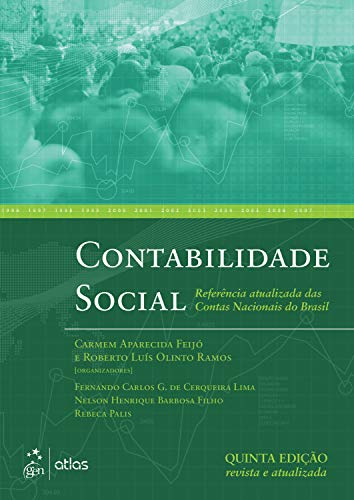 1996 1997 1998 1999 2000 2001 2002 2003 2004 2005 2006 2007
CONTABILIDADE
SOCIAL
Referência atualizada das
Contas Nacionais do Brasil
CARMEM APARECIDA FEIJÓ
E ROBERTO LUÍS OLINTO RAMOS
[ORGANIZADORES]
FERNANDO CARLOS G. DE CERQUEIRA LIMA
NELSON HENRIQUE BARBOSA FILHO
REBECA PALIS
gen atlas
QUINTA EDIÇÃO
revista e atualizada